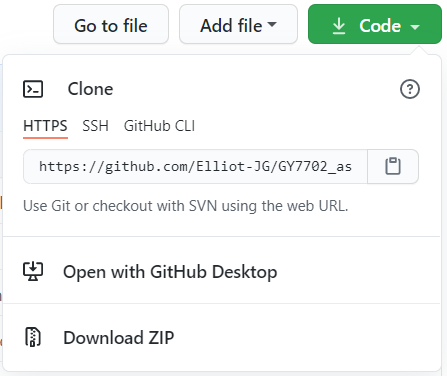 Go to file Add file Code
Clone
HTTPS SSH GitHub CLI
https://github.com/Elliot-JG/GY7702_as
Use Git or checkout with SVN using the web URL.
Open with GitHub Desktop
Download ZIP